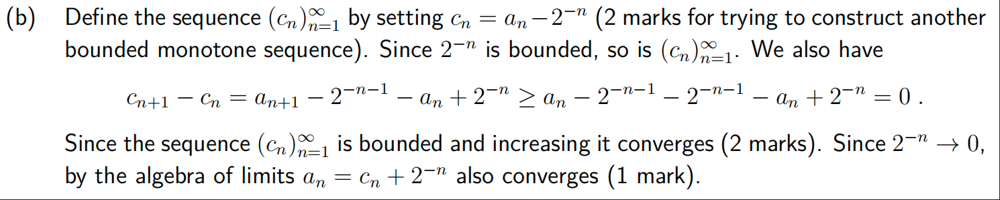 (b) Define the sequence $(c_n)_{n=1}^{\infty}$ by setting $c_n = a_n - 2^{-n}$ (2 marks for trying to construct another
bounded monotone sequence). Since $2^{-n}$ is bounded, so is $(c_n)_{n=1}^{\infty}$. We also have
$c_{n+1} - c_n = a_{n+1} - 2^{-n-1} - a_n + 2^{-n} \geq a_n - 2^{-n-1} - 2^{-n-1} - a_n + 2^{-n} = 0$ .
Since the sequence $(c_n)_{n=1}^{\infty}$ is bounded and increasing it converges (2 marks). Since $2^{-n} \to 0$,
by the algebra of limits $a_n = c_n + 2^{-n}$ also converges (1 mark).